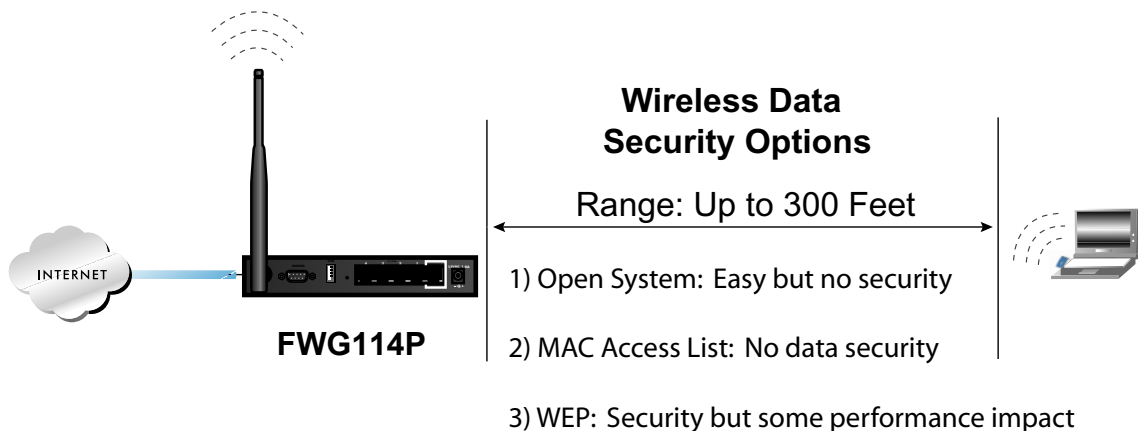 Wireless Data
Security Options
Range: Up to 300 Feet
INTERNET
1) Open System: Easy but no security
FWG114P
2) MAC Access List: No data security
3) WEP: Security but some performance impact